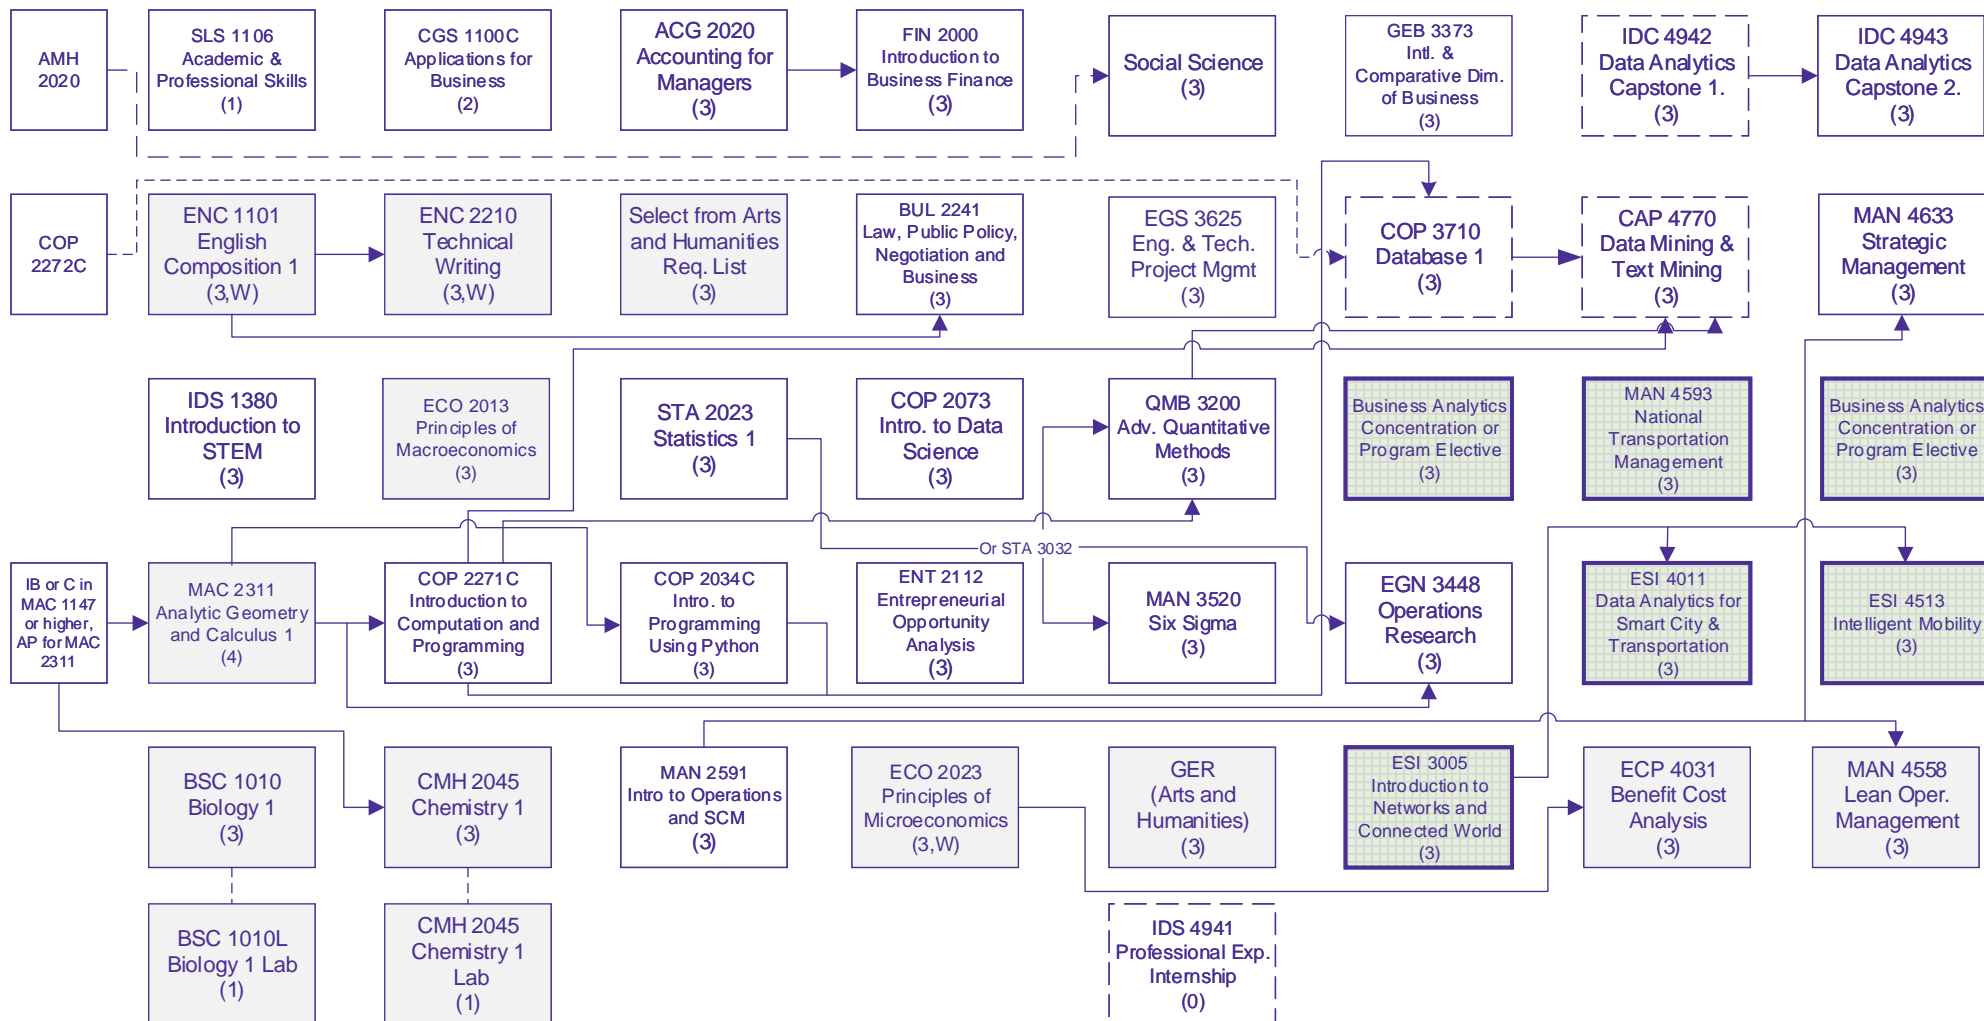 AMH
2020
SLS 1106
Academic &
Professional Skills
(1)
CGS 1100C
Applications for
Business
(2)
ACG 2020
Accounting for
Managers
(3)
FIN 2000
Introduction to
Business Finance
(3)
Social Science
(3)
GEB 3373
Intl. &
Comparative Dim.
of Business
(3)
IDC 4942
Data Analytics
Capstone 1.
(3)
IDC 4943
Data Analytics
Capstone 2.
(3)
COP
2272C
ENC 1101
English
Composition 1
(3,W)
ENC 2210
Technical
Writing
(3,W)
Select from Arts
and Humanities
Req. List
(3)
BUL 2241
Law, Public Policy,
Negotiation and
Business
(3)
EGS 3625
Eng. & Tech.
Project Mgmt
(3)
COP 3710
Database 1
(3)
CAP 4770
Data Mining &
Text Mining
(3)
MAN 4633
Strategic
Management
(3)
IDS 1380
Introduction to
STEM
(3)
ECO 2013
Principles of
Macroeconomics
(3)
STA 2023
Statistics 1
(3)
COP 2073
Intro. to Data
Science
(3)
QMB 3200
Adv. Quantitative
Methods
(3)
Business Analytics
Concentration or
Program Elective
(3)
MAN 4593
National
Transportation
Management
(3)
Business Analytics
Concentration or
Program Elective
(3)
Or STA 3032
IB or C in
MAC 1147
or higher,
AP for MAC
2311
MAC 2311
Analytic Geometry
and Calculus 1
(4)
COP 2271C
Introduction to
Computation and
Programming
(3)
COP 2034C
Intro. to
Programming
Using Python
(3)
ENT 2112
Entrepreneurial
Opportunity
Analysis
(3)
MAN 3520
Six Sigma
(3)
EGN 3448
Operations
Research
(3)
ESI 4011
Data Analytics for
Smart City &
Transportation
(3)
ESI 4513
Intelligent Mobility
(3)
BSC 1010
Biology 1
(3)
CMH 2045
Chemistry 1
(3)
MAN 2591
Intro to Operations
and SCM
(3)
ECO 2023
Principles of
Microeconomics
(3,W)
GER
(Arts and
Humanities)
(3)
ESI 3005
Introduction to
Networks and
Connected World
(3)
ECP 4031
Benefit Cost
Analysis
(3)
MAN 4558
Lean Oper.
Management
(3)
BSC 1010L
Biology 1 Lab
(1)
CMH 2045
Chemistry 1
Lab
(1)
IDS 4941
Professional Exp.
Internship
(0)